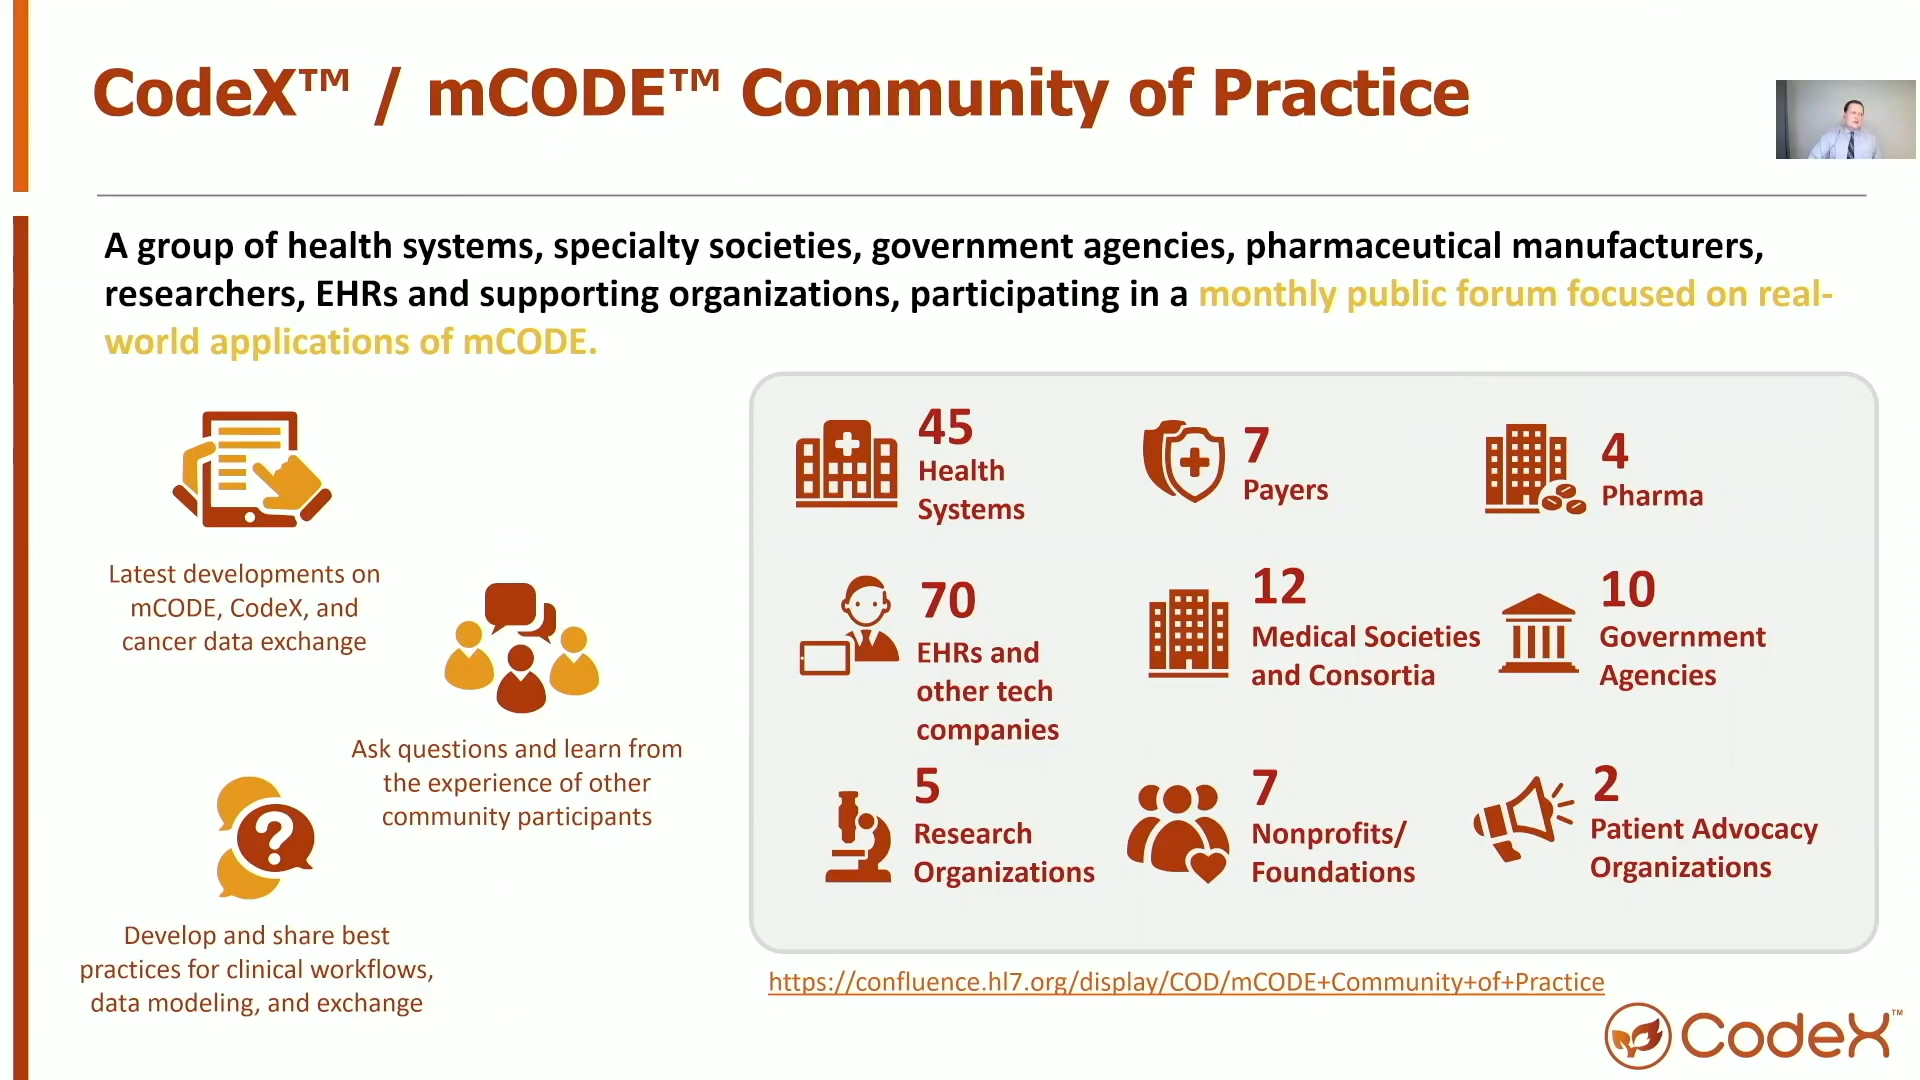 CodeX™ / mCODE™ Community of Practice
A group of health systems, specialty societies, government agencies, pharmaceutical manufacturers,
researchers, EHRs and supporting organizations, participating in a monthly public forum focused on real-
world applications of mCODE.
Latest developments on
mCODE, CodeX, and
cancer data exchange
Ask questions and learn from
the experience of other
community participants
?
Develop and share best
practices for clinical workflows,
data modeling, and exchange
45
Health
Systems
7
Payers
4
Pharma
70
EHRs and
other tech
companies
12
Medical Societies
and Consortia
10
Government
Agencies
5
Research
Organizations
7
Nonprofits/
Foundations
2
Patient Advocacy
Organizations
https://confluence.hl7.org/display/COD/mCODE+Community+of+Practice
CodeX™